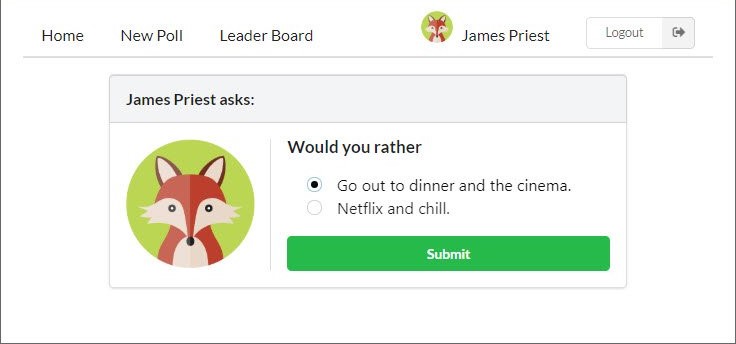 Home New Poll Leader Board James Priest Logout
James Priest asks:
Would you rather
Go out to dinner and the cinema.
Netflix and chill.
Submit